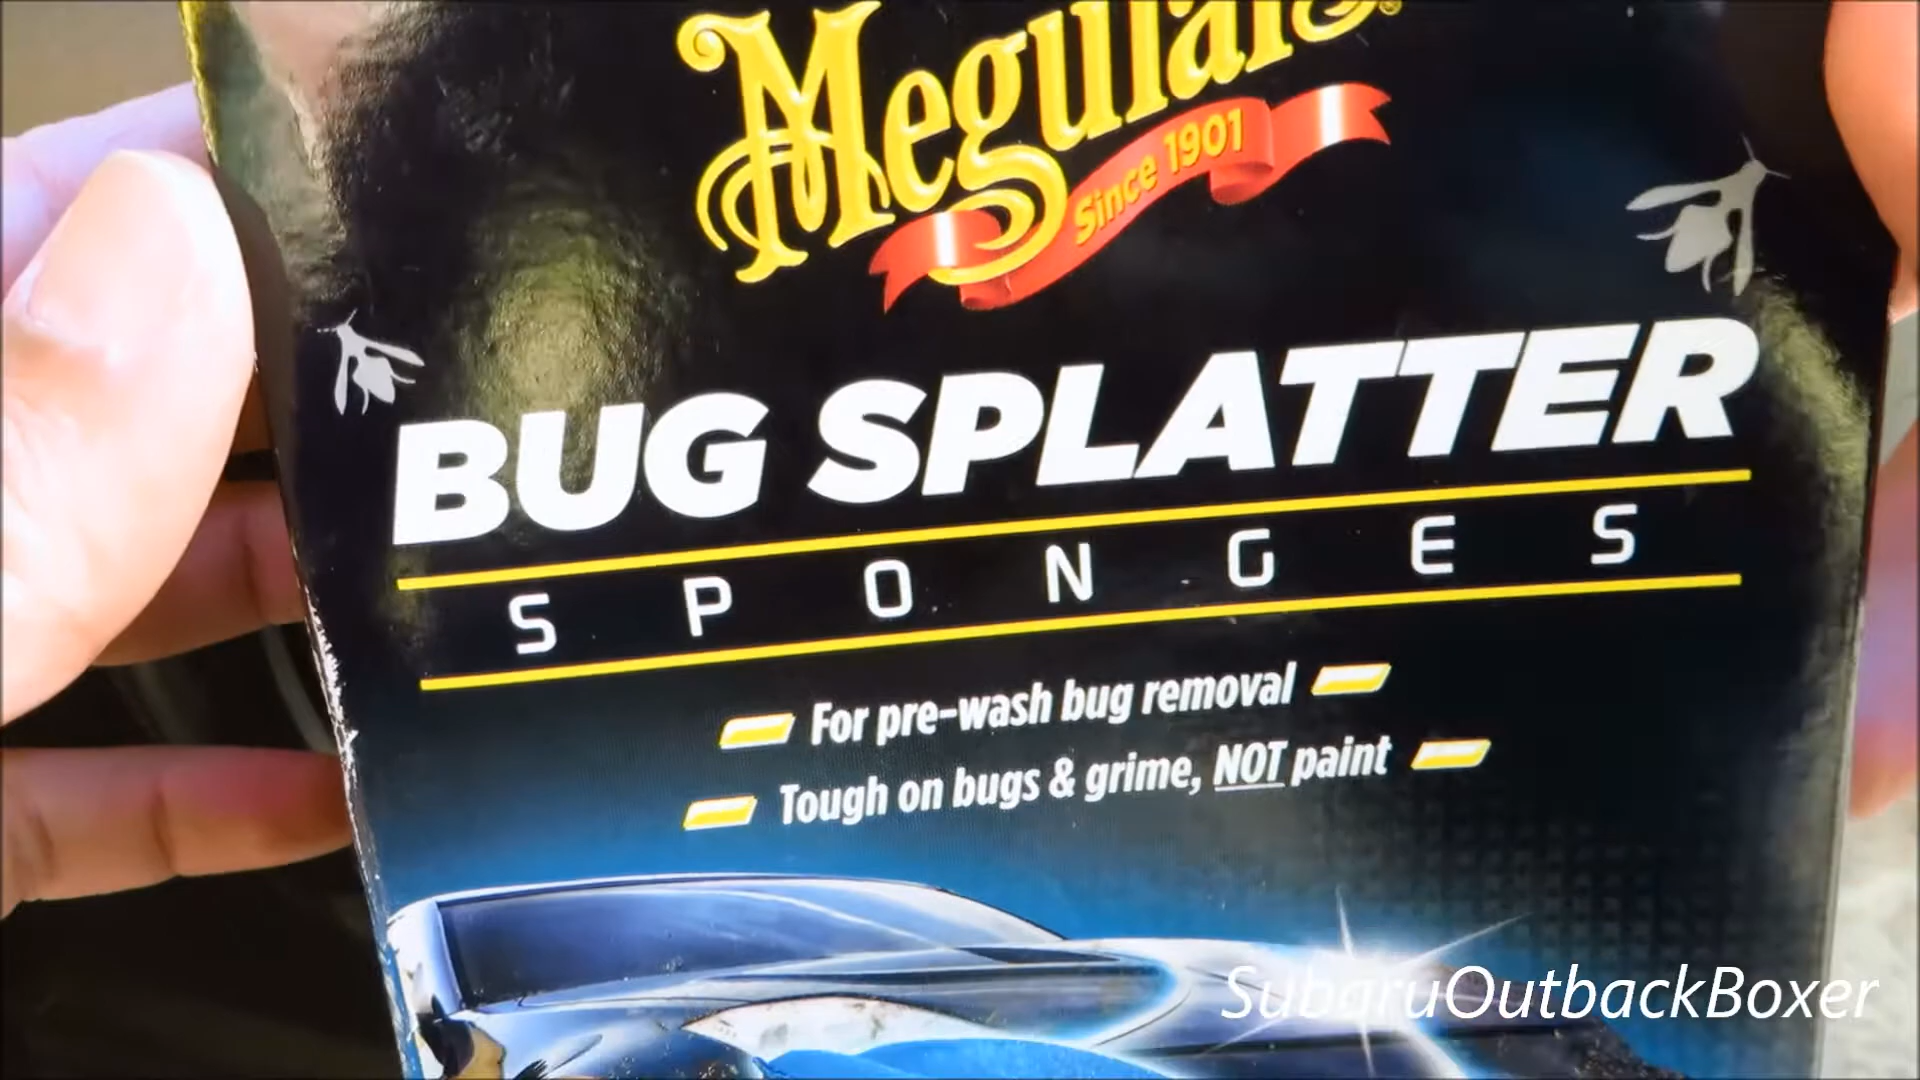 Meguiar's
Since 1901
BUG SPLATTER
SPONGES
For pre-wash bug removal
Tough on bugs & grime, NOT paint
SubaruOutbackBoxer